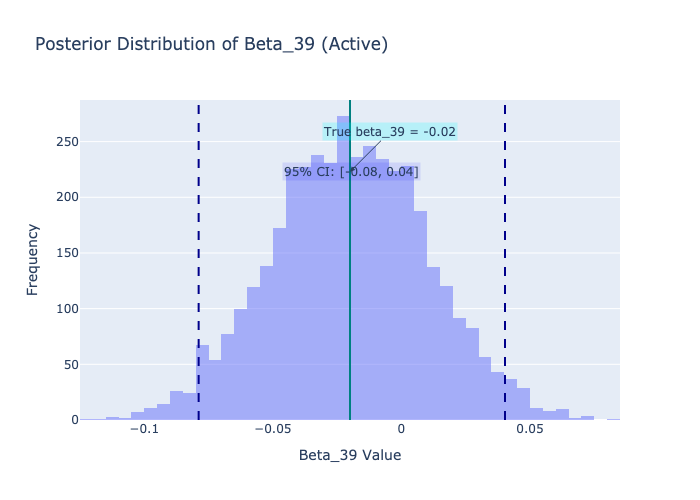 Posterior Distribution of Beta_39 (Active)
True beta_39 = -0.02
95% CI: [-0.08, 0.04]
Frequency
250
200
150
100
50
0
−0.1
−0.05
0
0.05
Beta_39 Value